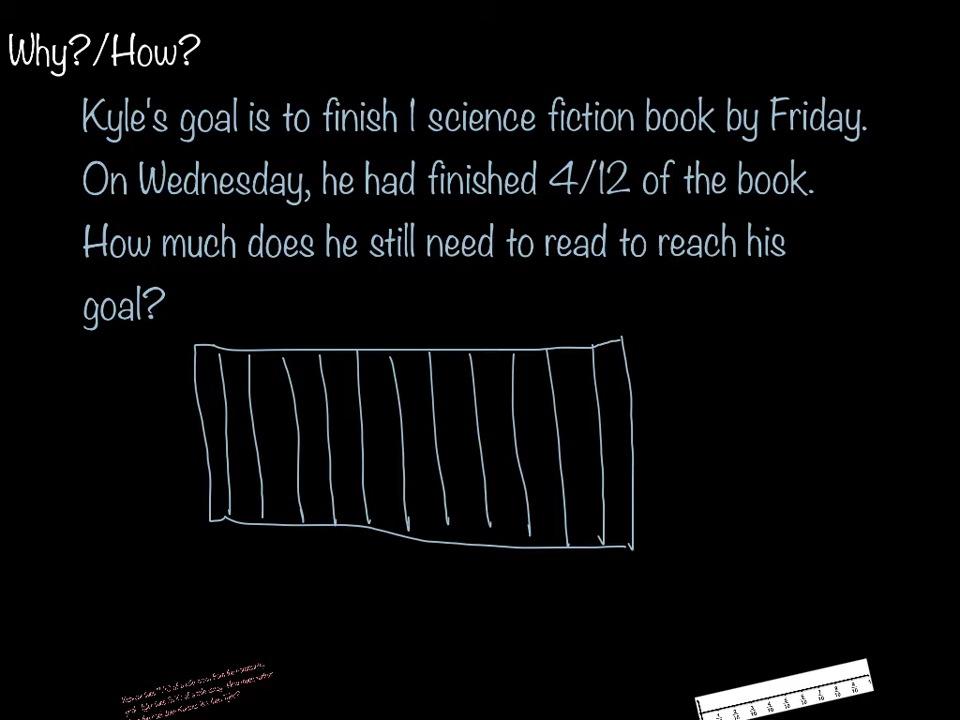 Why?/How?
Kyle's goal is to finish 1 science fiction book by Friday.
On Wednesday, he had finished 4/12 of the book.
How much does he still need to read to reach his
goal?